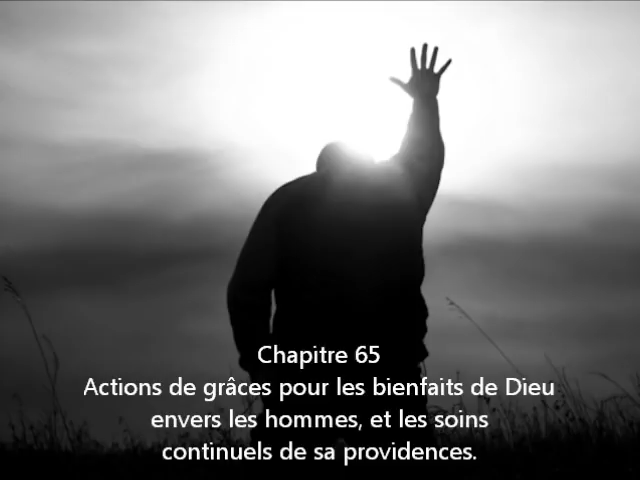 Chapitre 65
Actions de grâces pour les bienfaits de Dieu
envers les hommes, et les soins
continuels de sa providences.